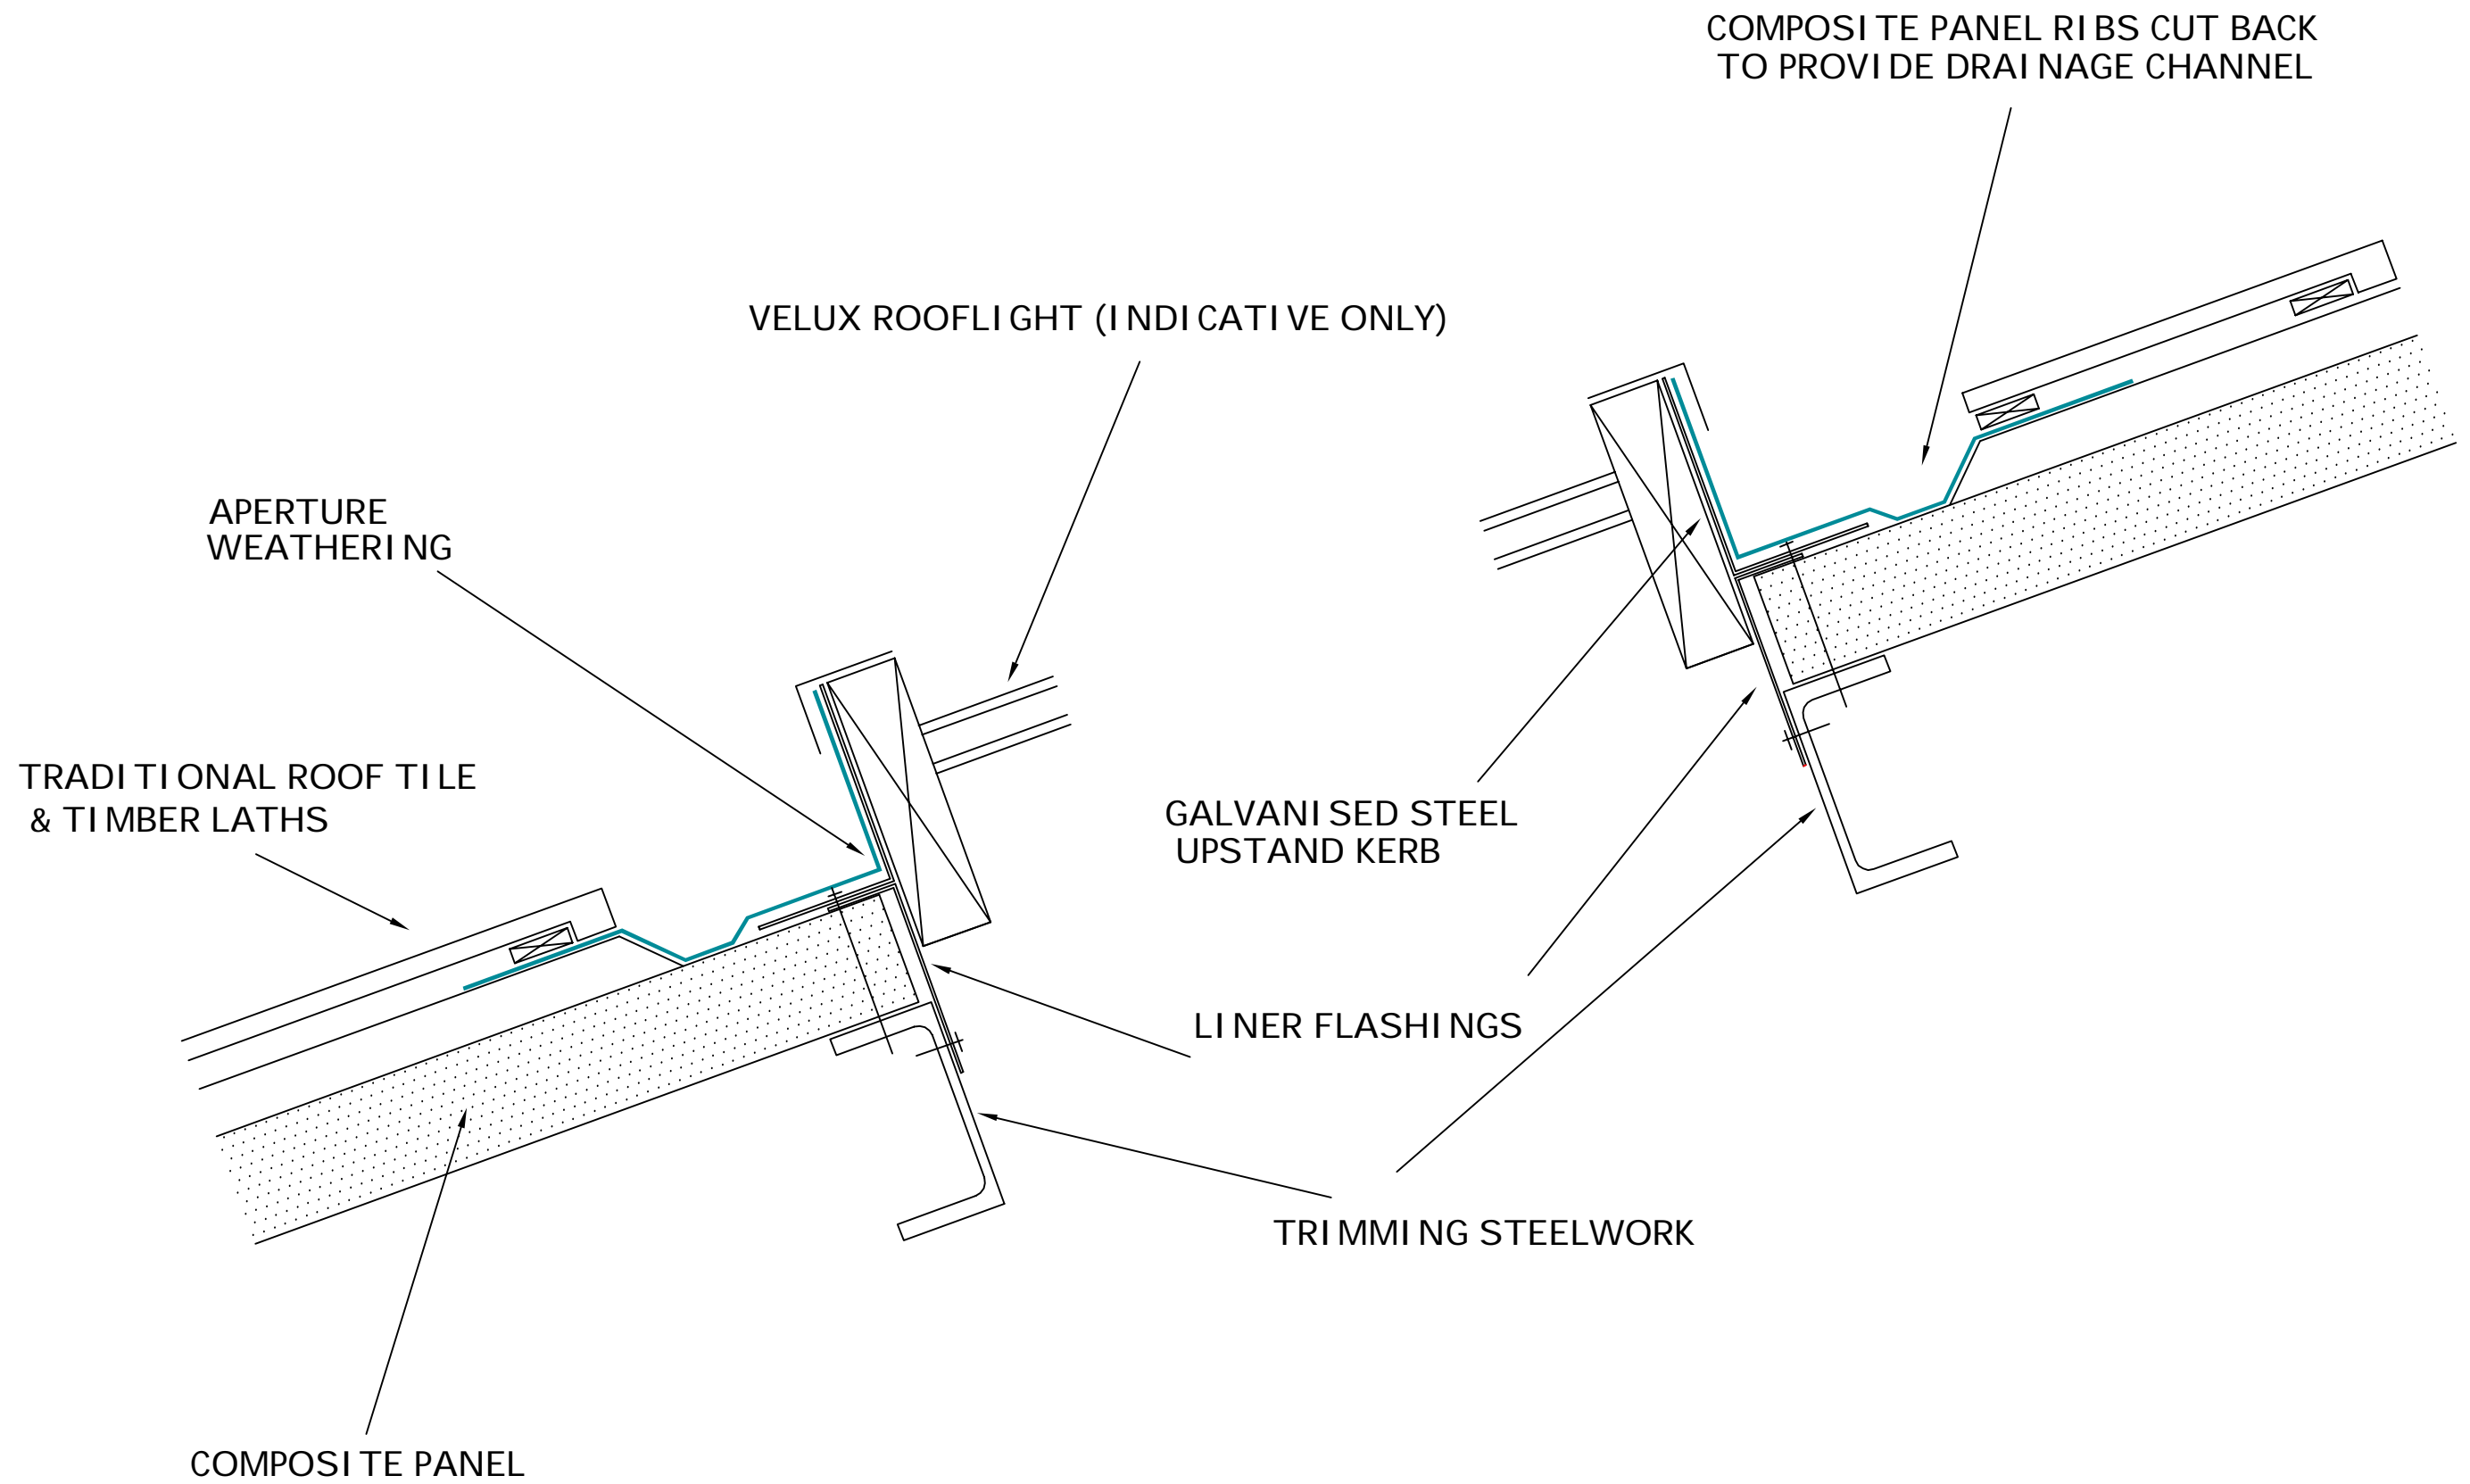 COMPOSITE PANEL RIBS CUT BACK
TO PROVIDE DRAINAGE CHANNEL
VELUX ROOFLIGHT (INDICATIVE ONLY)
APERTURE
WEATHERING
TRADITIONAL ROOF TILE
& TIMBER LATHS
GALVANISED STEEL
UPSTAND KERB
LINER FLASHINGS
TRIMMING STEELWORK
COMPOSITE PANEL